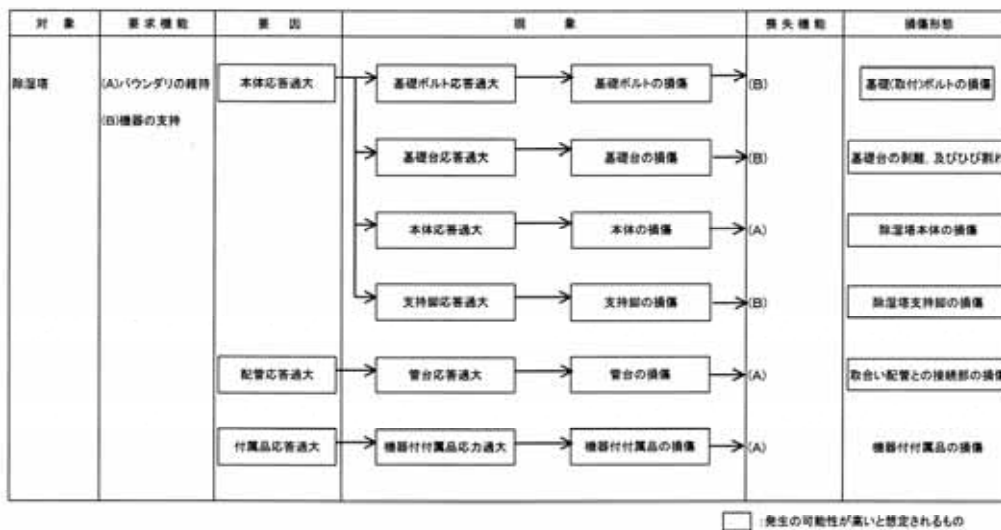 対象 要求機能 要因 現象 喪失機能 損傷形態
除湿塔 (A)バウンダリの維持 本体応答過大 基礎ボルト応答過大 基礎ボルトの損傷 (B) 基礎(取付)ボルトの損傷
(B)機器の支持
基礎台応答過大 基礎台の損傷 (B) 基礎台の剥離、及びひび割れ
本体応答過大 本体の損傷 (A) 除湿塔本体の損傷
支持脚応答過大 支持脚の損傷 (B) 除湿塔支持脚の損傷
配管応答過大 管台応答過大 管台の損傷 (A) 取合い配管との接続部の損傷
付属品応答過大 機器付付属品応力過大 機器付付属品の損傷 (A) 機器付付属品の損傷
:発生の可能性が高いと想定されるもの